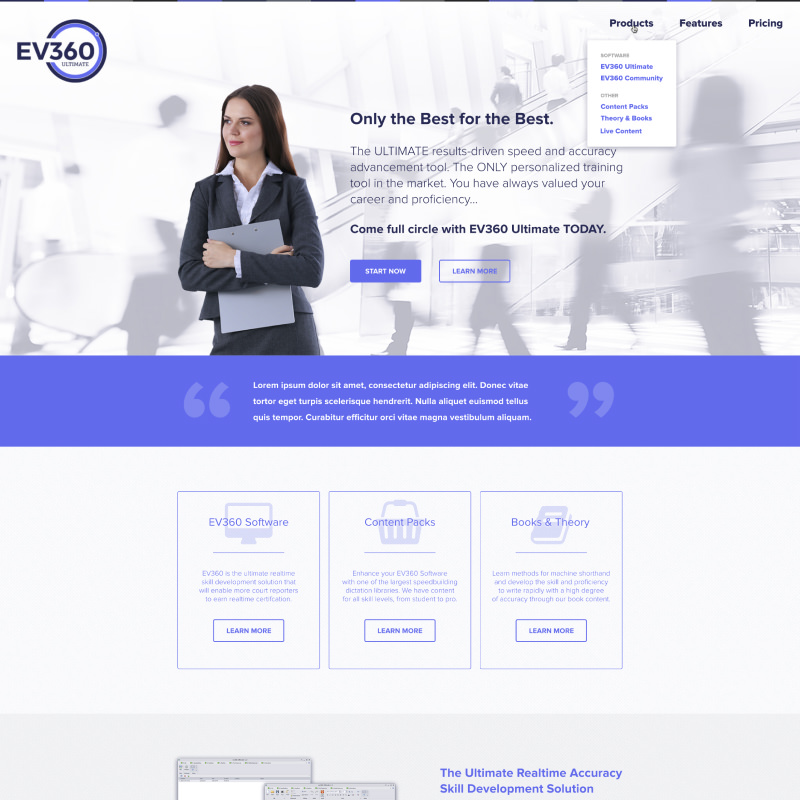 EV360
ULTIMATE
Products
Features
Pricing
SOFTWARE
EV360 Ultimate
EV360 Community
OTHER
Content Packs
Theory & Books
Live Content
Only the Best for the Best.
The ULTIMATE results-driven speed and accuracy
advancement tool. The ONLY personalized training
tool in the market. You have always valued your
career and proficiency...
Come full circle with EV360 Ultimate TODAY.
START NOW
LEARN MORE
Lorem ipsum dolor sit amet, consectetur adipiscing elit. Donec vitae
tortor eget turpis scelerisque hendrerit. Nulla aliquet euismod tellus
quis tempor. Curabitur efficitur orci vitae magna vestibulum aliquam.
EV360 Software
EV360 is the ultimate realtime
skill development solution that
will enable more court reporters
to earn realtime certifcation.
LEARN MORE
Content Packs
Enhance your EV360 Software
with one of the largest speedbuilding
dictation libraries. We have content
for all skill levels, from student to pro.
LEARN MORE
Books & Theory
Learn methods for machine shorthand
and develop the skill and proficiency
to write rapidly with a high degree
of accuracy through our book content.
LEARN MORE
The Ultimate Realtime Accuracy
Skill Development Solution